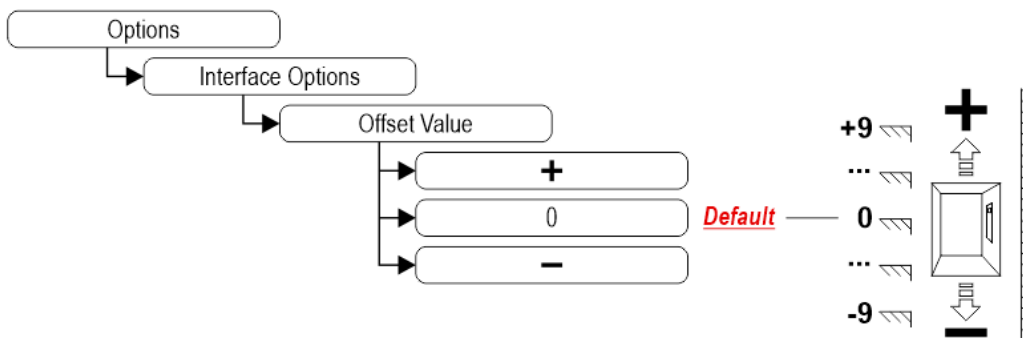 Options
Interface Options
Offset Value
+
0
−
Default
+9
...
0
...
-9
+
−